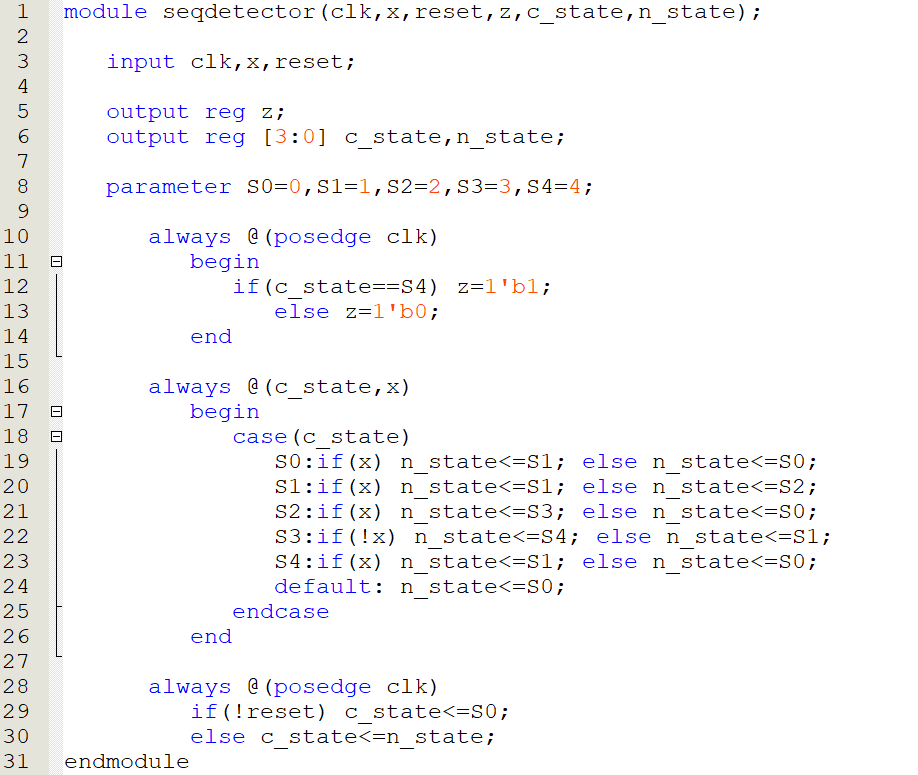 1 module seqdetector(clk,x,reset,z,c_state,n_state);
2
3 input clk,x,reset;
4
5 output reg z;
6 output reg [3:0] c_state,n_state;
7
8 parameter S0=0,S1=1,S2=2,S3=3,S4=4;
9
10 always @(posedge clk)
11 begin
12 if(c_state==S4) z=1'b1;
13 else z=1'b0;
14 end
15
16 always @(c_state,x)
17 begin
18 case(c_state)
19 S0:if(x) n_state<=S1; else n_state<=S0;
20 S1:if(x) n_state<=S1; else n_state<=S2;
21 S2:if(x) n_state<=S3; else n_state<=S0;
22 S3:if(!x) n_state<=S4; else n_state<=S1;
23 S4:if(x) n_state<=S1; else n_state<=S0;
24 default: n_state<=S0;
25 endcase
26 end
27
28 always @(posedge clk)
29 if(!reset) c_state<=S0;
30 else c_state<=n_state;
31 endmodule